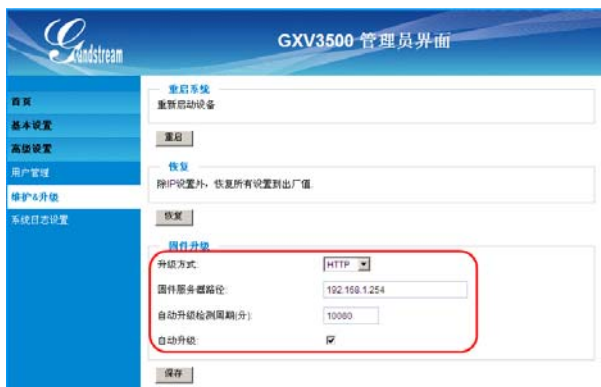 Grandstream
GXV3500 管理员界面
首页
基本设置
高级设置
用户管理
维护&升级
系统日志设置
重启系统
重新启动设备
重启
恢复
除IP设置外，恢复所有设置到出厂值.
恢复
固件升级
升级方式: HTTP
固件服务器路径: 192.168.1.254
自动升级检测周期(分): 10080
自动升级:
保存